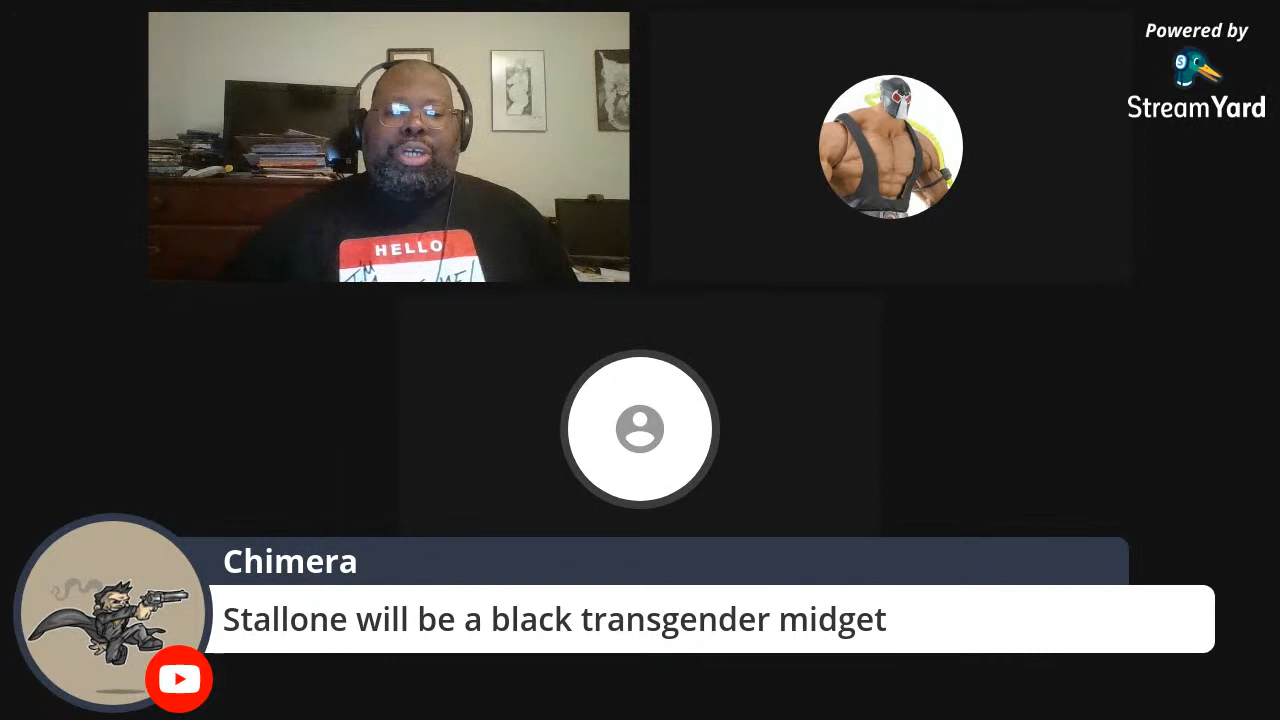 Powered by
StreamYard
HELLO
Chimera
Stallone will be a black transgender midget